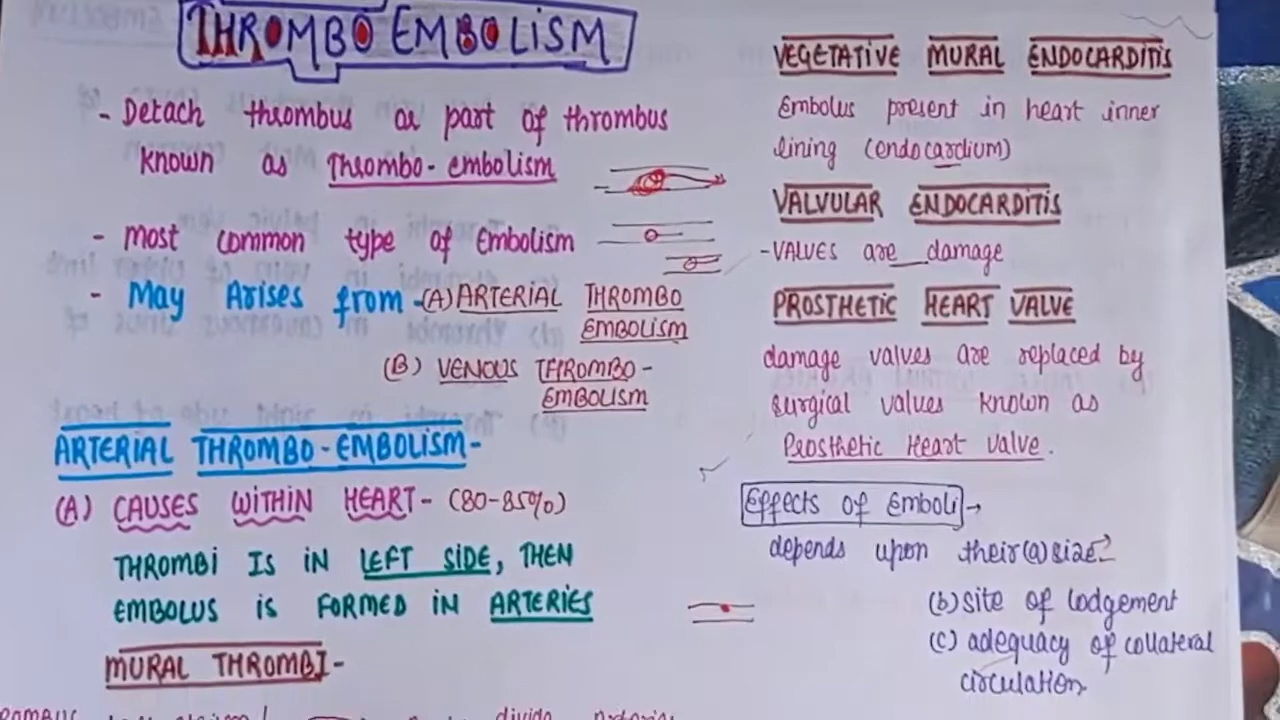 THROMBO EMBOLISM
- Detach thrombus or part of thrombus
known as Thrombo-embolism
- most common type of Embolism
- May Arises from -(A) ARTERIAL THROMBO
EMBOLISM
(B) VENOUS THROMBO-
EMBOLISM
ARTERIAL THROMBO-EMBOLISM-
(A) CAUSES WITHIN HEART- (80-85%)
THROMBI IS IN LEFT SIDE, THEN
EMBOLUS IS FORMED IN ARTERIES
MURAL THROMBI-
VEGETATIVE MURAL ENDOCARDITIS
Embolus present in heart inner
lining (endocardium)
VALVULAR ENDOCARDITIS
-VALVES are damage
PROSTHETIC HEART VALVE
damage valves are replaced by
surgical valves known as
Prosthetic Heart valve.
Effects of Emboli→
depends upon their (a) size
(b) site of lodgement
(c) adequacy of collateral
circulation